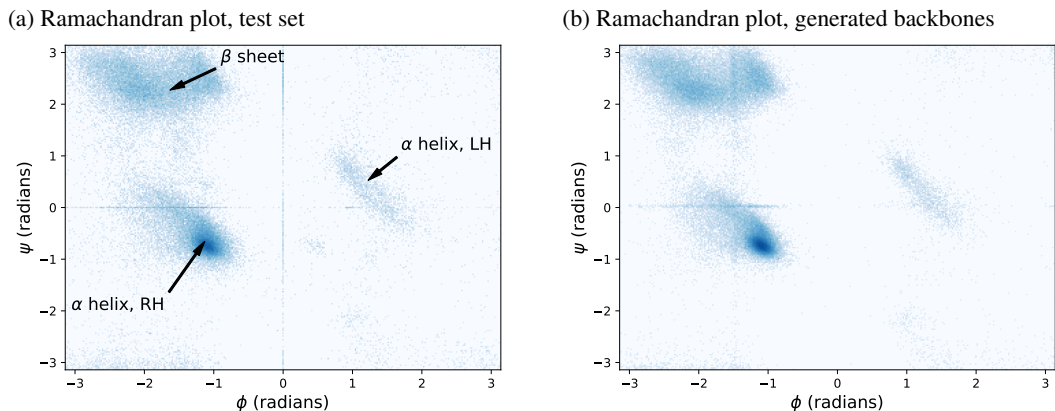 (a) Ramachandran plot, test set
3
2
1
0
−1
−2
−3
ψ (radians)
β sheet
α helix, LH
α helix, RH
−3 −2 −1 0 1 2 3
ϕ (radians)
(b) Ramachandran plot, generated backbones
3
2
1
0
−1
−2
−3
ψ (radians)
−3 −2 −1 0 1 2 3
ϕ (radians)